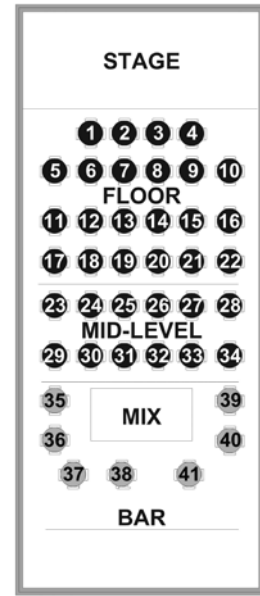 STAGE
1 2 3 4
5 6 7 8 9 10
FLOOR
11 12 13 14 15 16
17 18 19 20 21 22
23 24 25 26 27 28
MID-LEVEL
29 30 31 32 33 34
35 39
MIX
36 40
37 38 41
BAR